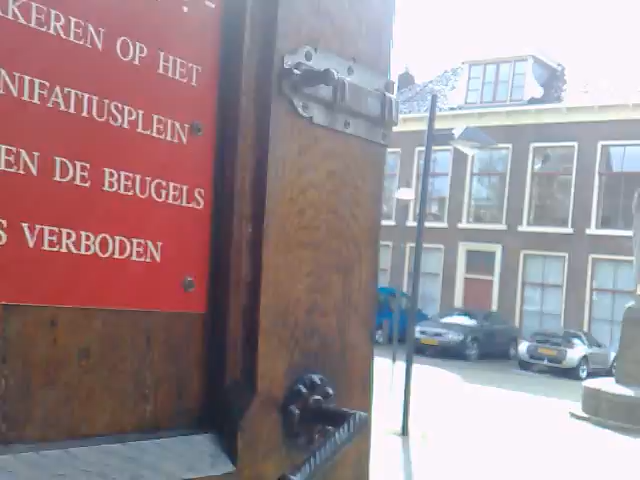 KEREN OP HET
NIFATIUSPLEIN
EN DE BEUGELS
S VERBODEN